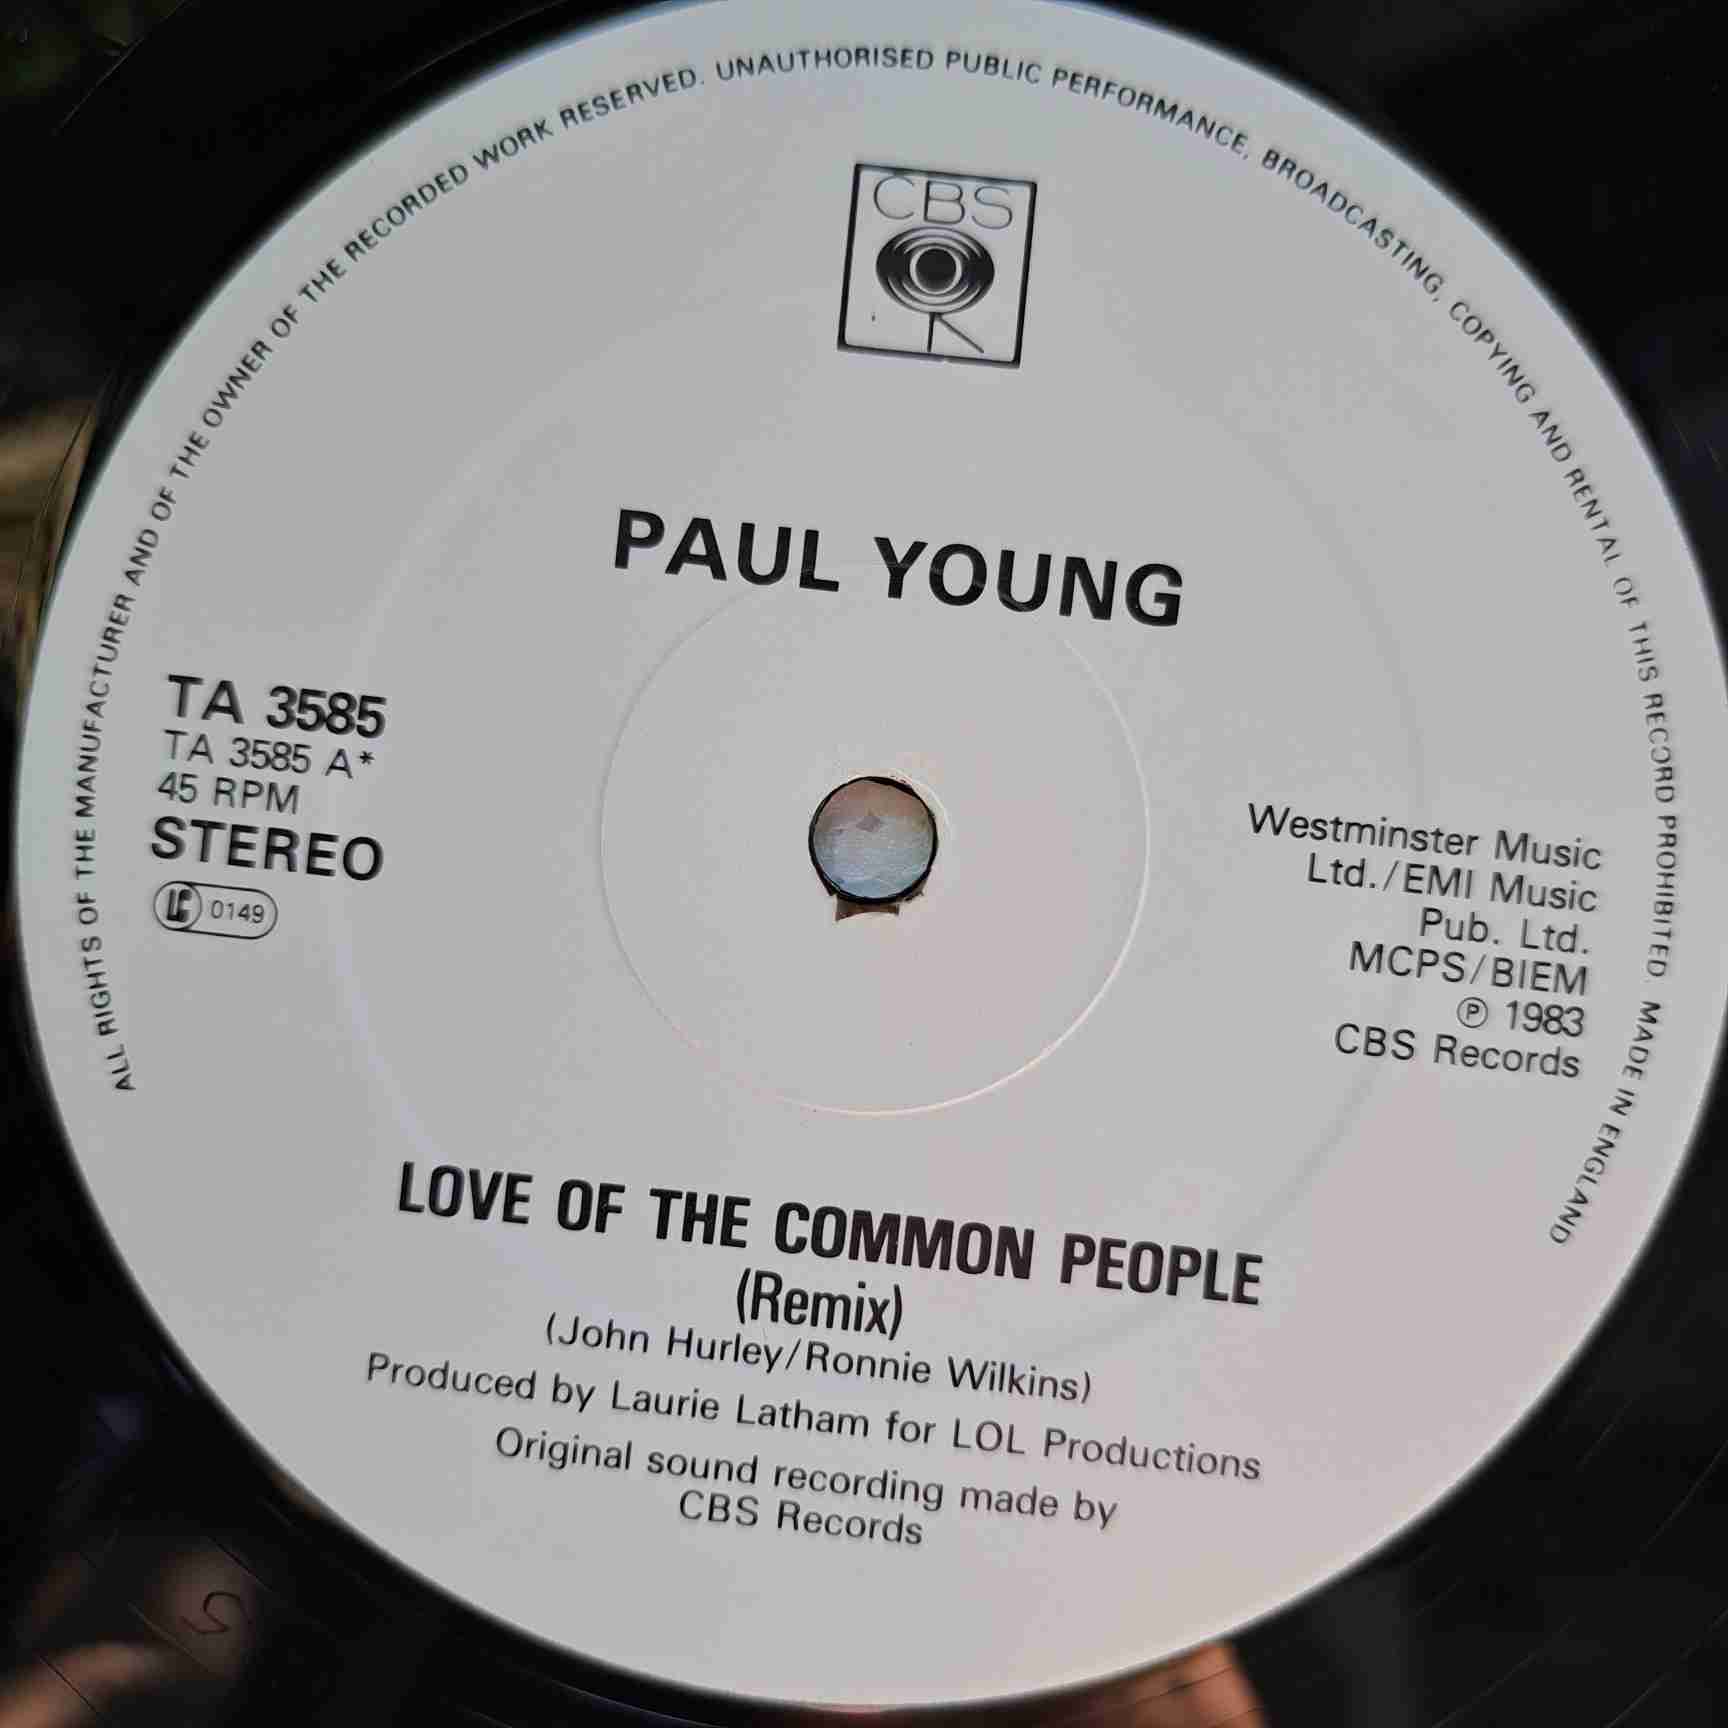 ALL RIGHTS OF THE MANUFACTURER AND OF THE OWNER OF THE RECORDED WORK RESERVED. UNAUTHORISED PUBLIC PERFORMANCE, BROADCASTING, COPYING AND RENTAL OF THIS RECORD PROHIBITED. MADE IN ENGLAND
CBS
PAUL YOUNG
TA 3585
TA 3585 A*
45 RPM
STEREO
LC 0149
Westminster Music
Ltd./EMI Music
Pub. Ltd.
MCPS/BIEM
℗ 1983
CBS Records
LOVE OF THE COMMON PEOPLE
(Remix)
(John Hurley/Ronnie Wilkins)
Produced by Laurie Latham for LOL Productions
Original sound recording made by
CBS Records